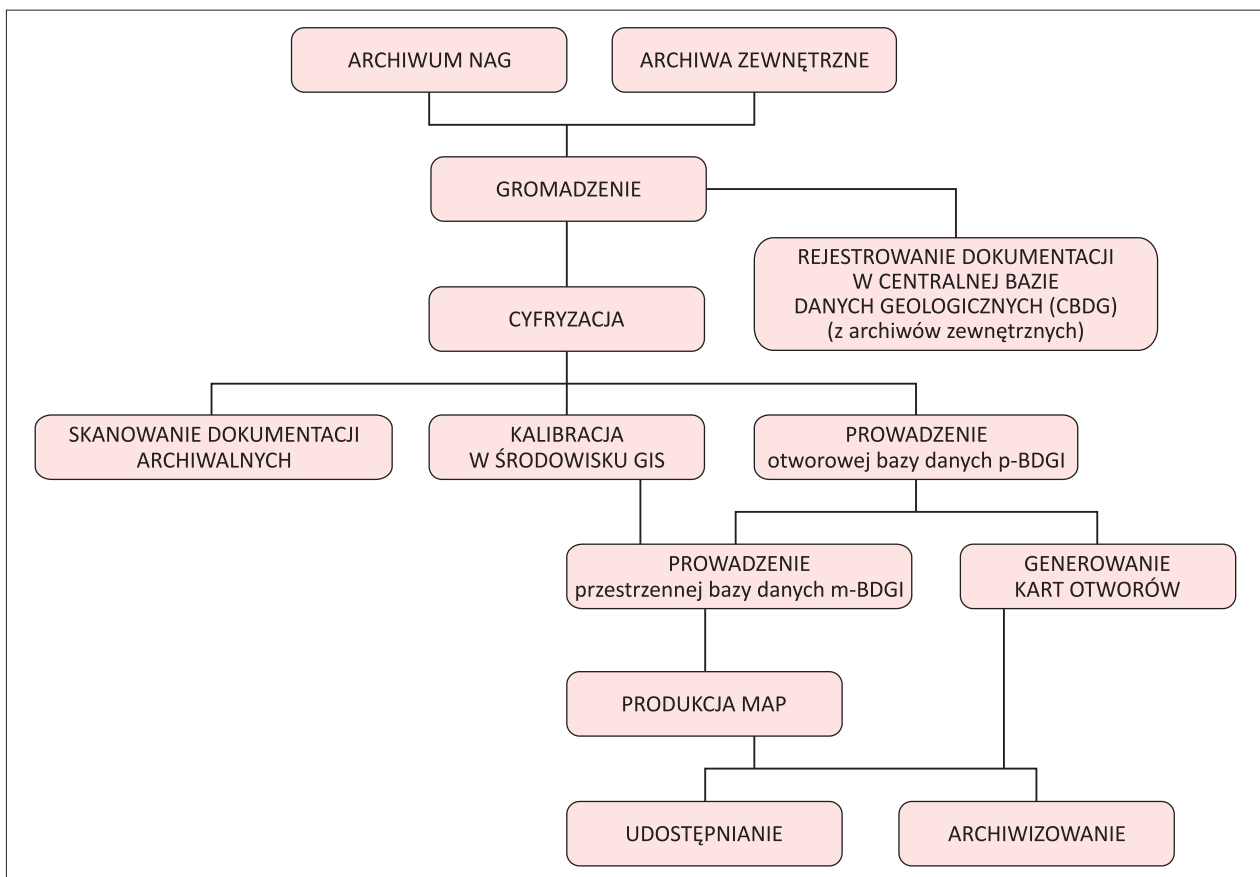 ARCHIWUM NAG
ARCHIWA ZEWNĘTRZNE
GROMADZENIE
REJESTROWANIE DOKUMENTACJI
W CENTRALNEJ BAZIE
DANYCH GEOLOGICZNYCH (CBDG)
(z archiwów zewnętrznych)
CYFRYZACJA
SKANOWANIE DOKUMENTACJI
ARCHIWALNYCH
KALIBRACJA
W ŚRODOWISKU GIS
PROWADZENIE
otworowej bazy danych p-BDGI
PROWADZENIE
przestrzennej bazy danych m-BDGI
GENEROWANIE
KART OTWORÓW
PRODUKCJA MAP
UDOSTĘPNIANIE
ARCHIWIZOWANIE